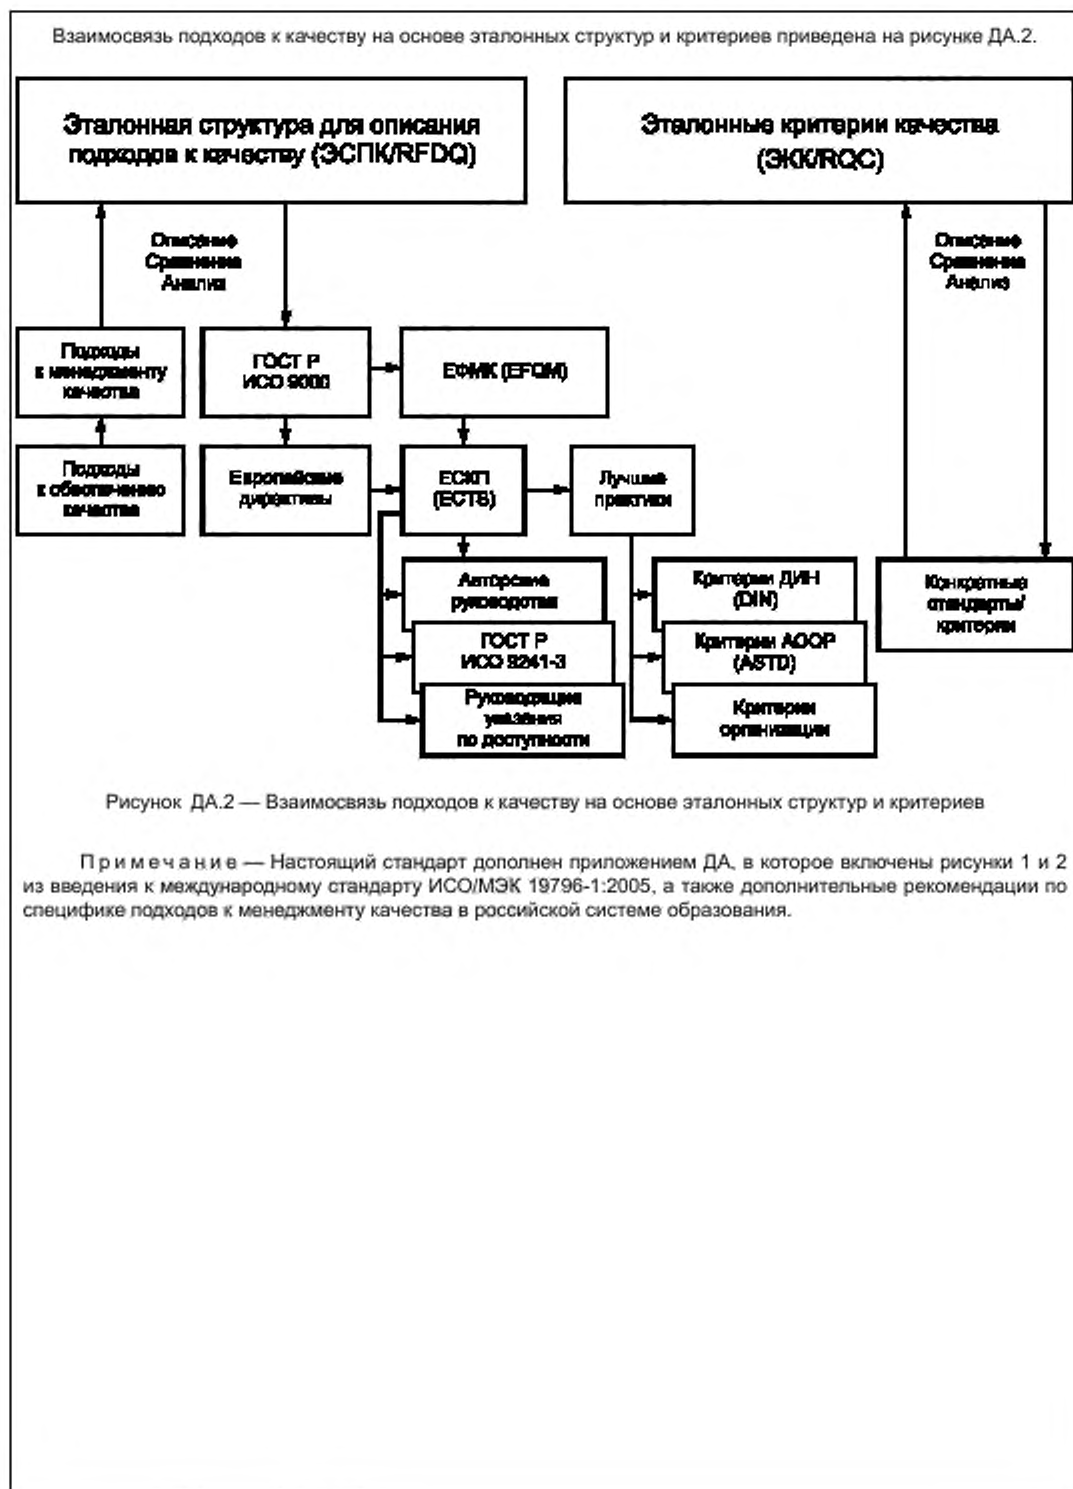 Взаимосвязь подходов к качеству на основе эталонных структур и критериев приведена на рисунке ДА.2.
Эталонная структура для описания
подходов к качеству (ЭСПК/RFDQ)
Эталонные критерии качества
(ЭКК/RQC)
Описание
Сравнение
Анализ
Описание
Сравнение
Анализ
Подходы
к менеджменту
качества
ГОСТ Р
ИСО 9000
ЕФМК (EFQM)
Подходы
к обеспечению
качества
Европейские
директивы
ЕСКП
(ECTS)
Лучшие
практики
Авторские
руководства
ГОСТ Р
ИСО 9241-3
Руководящие
указания
по доступности
Критерии ДИН
(DIN)
Критерии АООР
(ASTD)
Критерии
организации
Конкретные
стандарты/
критерии
Рисунок ДА.2 — Взаимосвязь подходов к качеству на основе эталонных структур и критериев
Примечание — Настоящий стандарт дополнен приложением ДА, в которое включены рисунки 1 и 2
из введения к международному стандарту ИСО/МЭК 19796-1:2005, а также дополнительные рекомендации по
специфике подходов к менеджменту качества в российской системе образования.